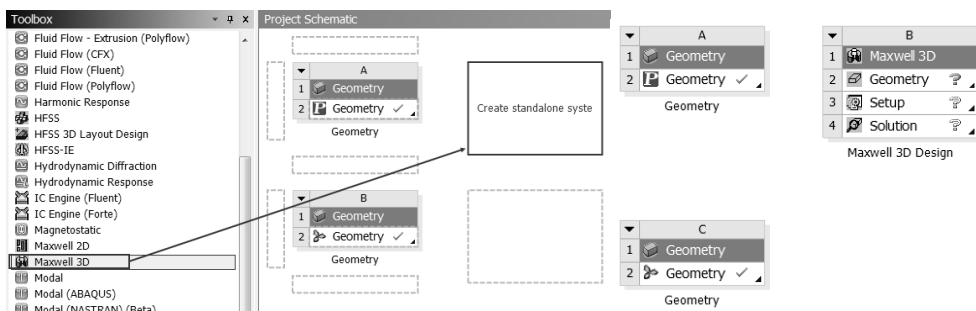 Toolbox
Fluid Flow - Extrusion (Polyflow)
Fluid Flow (CFX)
Fluid Flow (Fluent)
Fluid Flow (Polyflow)
Harmonic Response
HFSS
HFSS 3D Layout Design
HFSS-IE
Hydrodynamic Diffraction
Hydrodynamic Response
IC Engine (Fluent)
IC Engine (Forte)
Magnetostatic
Maxwell 2D
Maxwell 3D
Modal
Modal (ABAQUS)
Modal (NASTRAN) (Beta)
Project Schematic
A
1 Geometry
2 P Geometry
Geometry
B
1 Geometry
2 Geometry
Geometry
Create standalone syste
A
1 Geometry
2 P Geometry
Geometry
B
1 Maxwell 3D
2 Geometry ?
3 Setup ?
4 Solution ?
Maxwell 3D Design
C
1 Geometry
2 Geometry
Geometry